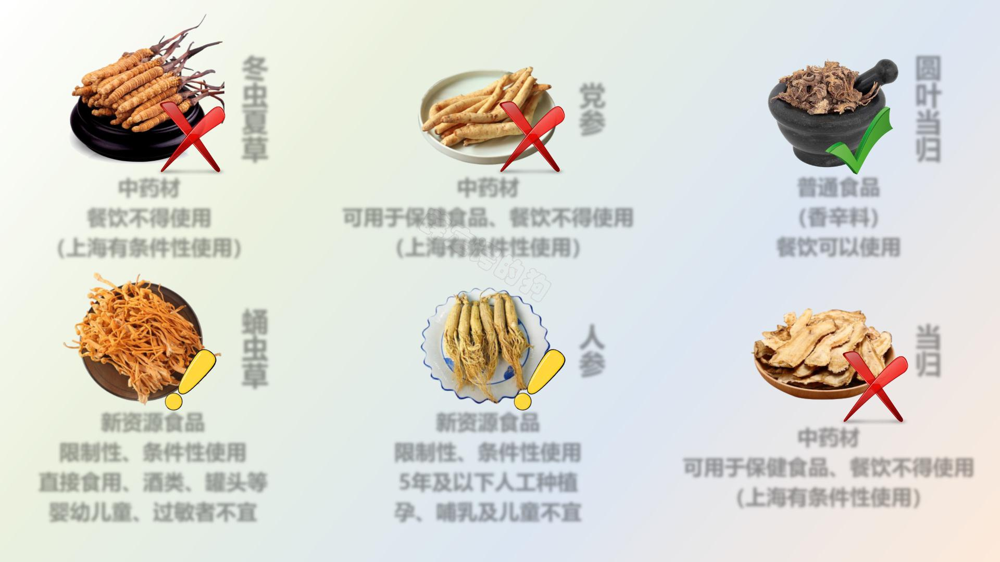 冬虫夏草
中药材
餐饮不得使用
（上海有条件性使用）
党参
中药材
可用于保健食品、餐饮不得使用
（上海有条件性使用）
圆叶当归
普通食品
（香辛料）
餐饮可以使用
蛹虫草
新资源食品
限制性、条件性使用
直接食用、酒类、罐头等
婴幼儿童、过敏者不宜
人参
新资源食品
限制性、条件性使用
5年及以下人工种植
孕、哺乳及儿童不宜
当归
中药材
可用于保健食品、餐饮不得使用
（上海有条件性使用）